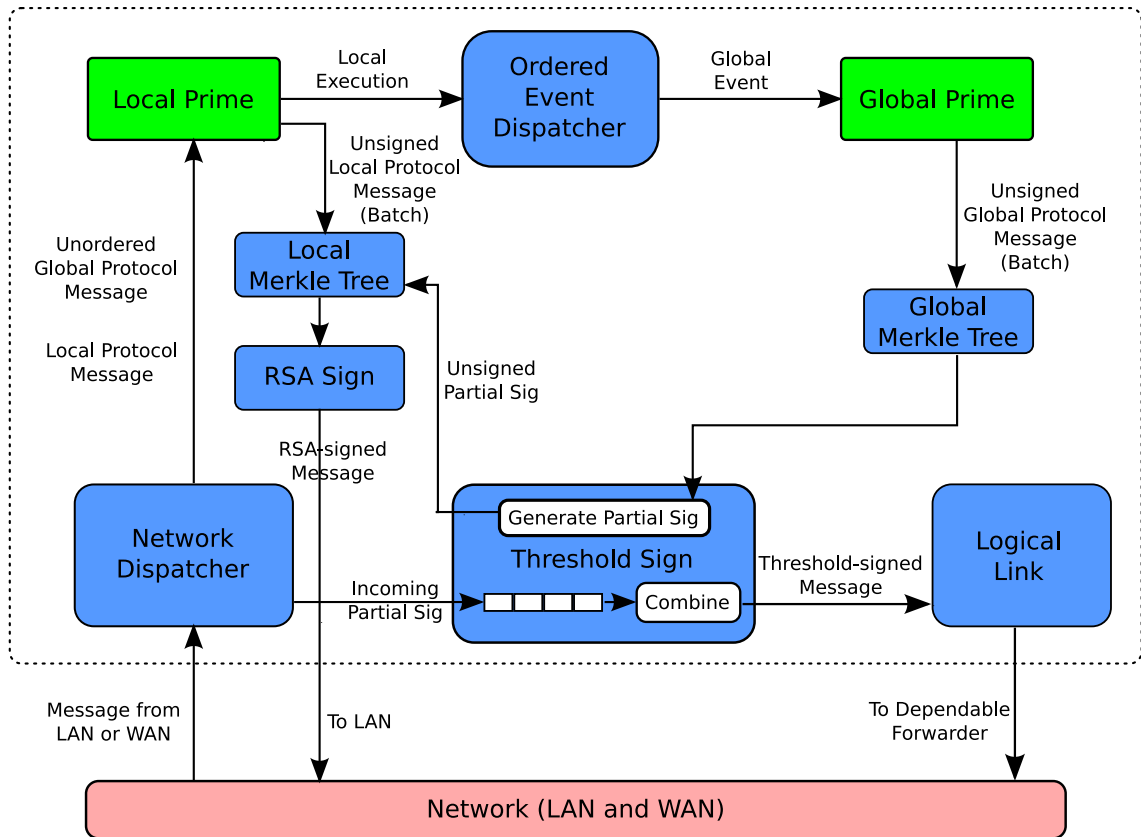 Local Prime
Local
Execution
Ordered
Event
Dispatcher
Global
Event
Global Prime
Unsigned
Local Protocol
Message
(Batch)
Unsigned
Global Protocol
Message
(Batch)
Unordered
Global Protocol
Message
Local
Merkle Tree
Global
Merkle Tree
Local Protocol
Message
RSA Sign
Unsigned
Partial Sig
RSA-signed
Message
Network
Dispatcher
Generate Partial Sig
Threshold Sign
Incoming
Partial Sig
Combine
Threshold-signed
Message
Logical
Link
Message from
LAN or WAN
To LAN
To Dependable
Forwarder
Network (LAN and WAN)